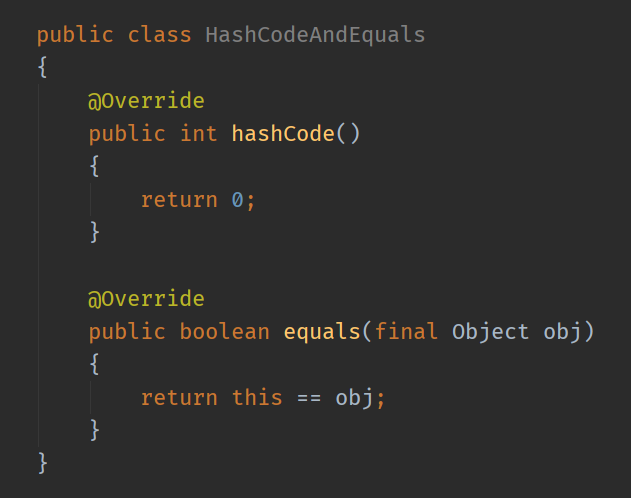 public class HashCodeAndEquals
{
    @Override
    public int hashCode()
    {
        return 0;
    }

    @Override
    public boolean equals(final Object obj)
    {
        return this == obj;
    }
}